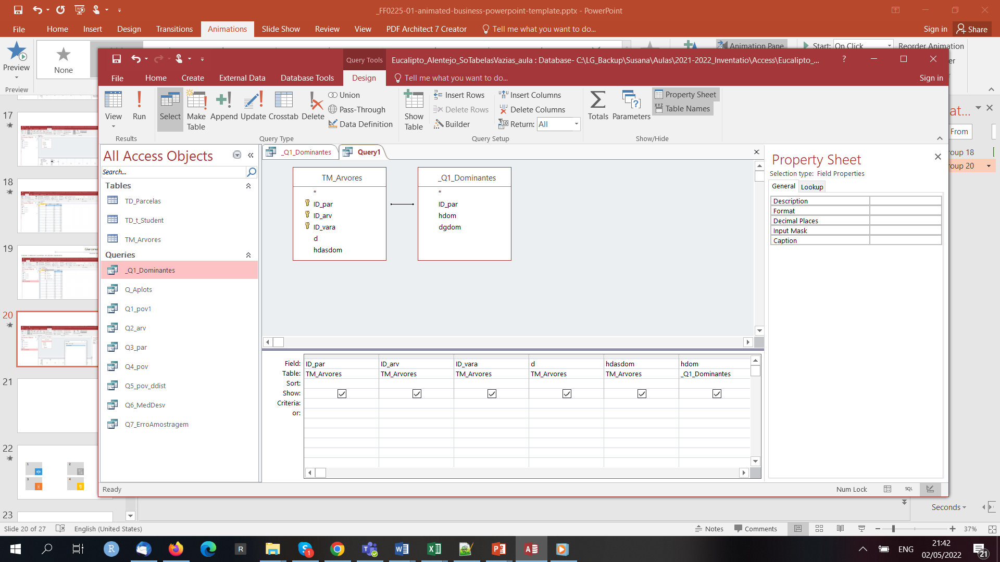 _FF0225-01-animated-business-powerpoint-template.pptx - PowerPoint
File Home Insert Design Transitions Animations Slide Show Review View PDF Architect 7 Creator Tell me what you want to do... Sign in Share
Preview
None
Animation Pane
Start: On Click
Reorder Animation
Preview
Query Tools
Eucalipto_Alentejo_SoTabelasVazias_aula : Database- C:\LG_Backup\Susana\Aulas\2021-2022_Inventatio\Access\Eucalipto_...
?
File Home Create External Data Database Tools Design Tell me what you want to do... Sign in
View
Run
Select
Make Table
Append
Update
Crosstab
Delete
Union
Pass-Through
Data Definition
Show Table
Insert Rows
Delete Rows
Builder
Insert Columns
Delete Columns
Return: All
Totals
Parameters
Property Sheet
Table Names
Results
Query Type
Query Setup
Show/Hide
at...
From
oup 18
oup 20
17
18
19
20
21
22
1
2
3
4
23
All Access Objects
Search...
Tables
TD_Parcelas
TD_t_Student
TM_Arvores
Queries
_Q1_Dominantes
Q_Aplots
Q1_pov1
Q2_arv
Q3_par
Q4_pov
Q5_pov_ddist
Q6_MedDesv
Q7_ErroAmostragem
_Q1_Dominantes
Query1
TM_Arvores
*
ID_par
ID_arv
ID_vara
d
hdasdom
_Q1_Dominantes
*
ID_par
hdom
dgdom
Field: ID_par ID_arv ID_vara d hdasdom hdom
Table: TM_Arvores TM_Arvores TM_Arvores TM_Arvores TM_Arvores _Q1_Dominantes
Sort:
Show:
Criteria:
or:
Property Sheet
Selection type: Field Properties
General Lookup
Description
Format
Decimal Places
Input Mask
Caption
Ready
Num Lock
SQL
Seconds
Slide 20 of 27
English (United States)
Notes
Comments
37%
ENG
21:42
02/05/2022
21